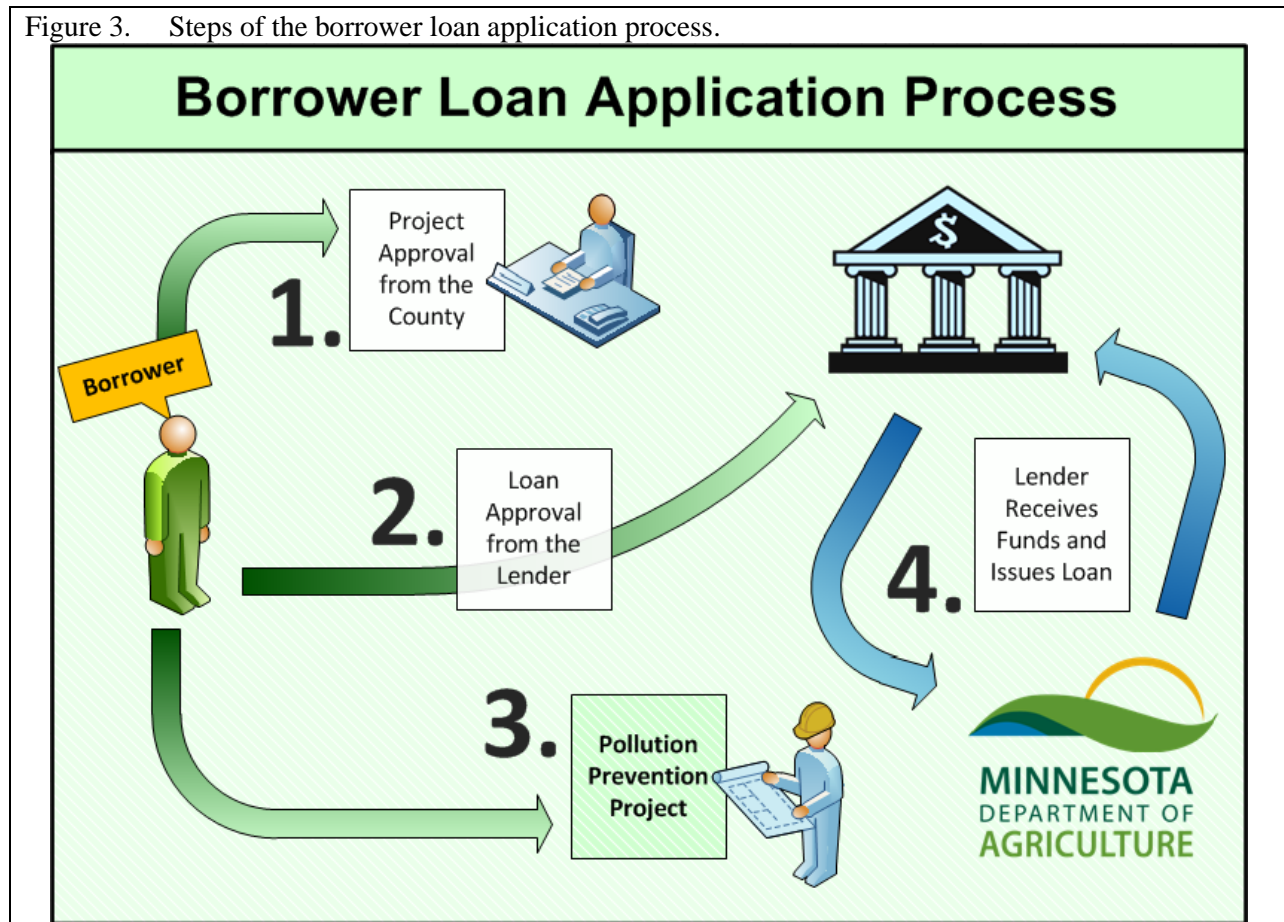 Figure 3. Steps of the borrower loan application process.
Borrower Loan Application Process
1.
Project
Approval
from the
County
$
Borrower
2.
Loan
Approval
from the
Lender
4.
Lender
Receives
Funds and
Issues Loan
3.
Pollution
Prevention
Project
MINNESOTA
DEPARTMENT OF
AGRICULTURE